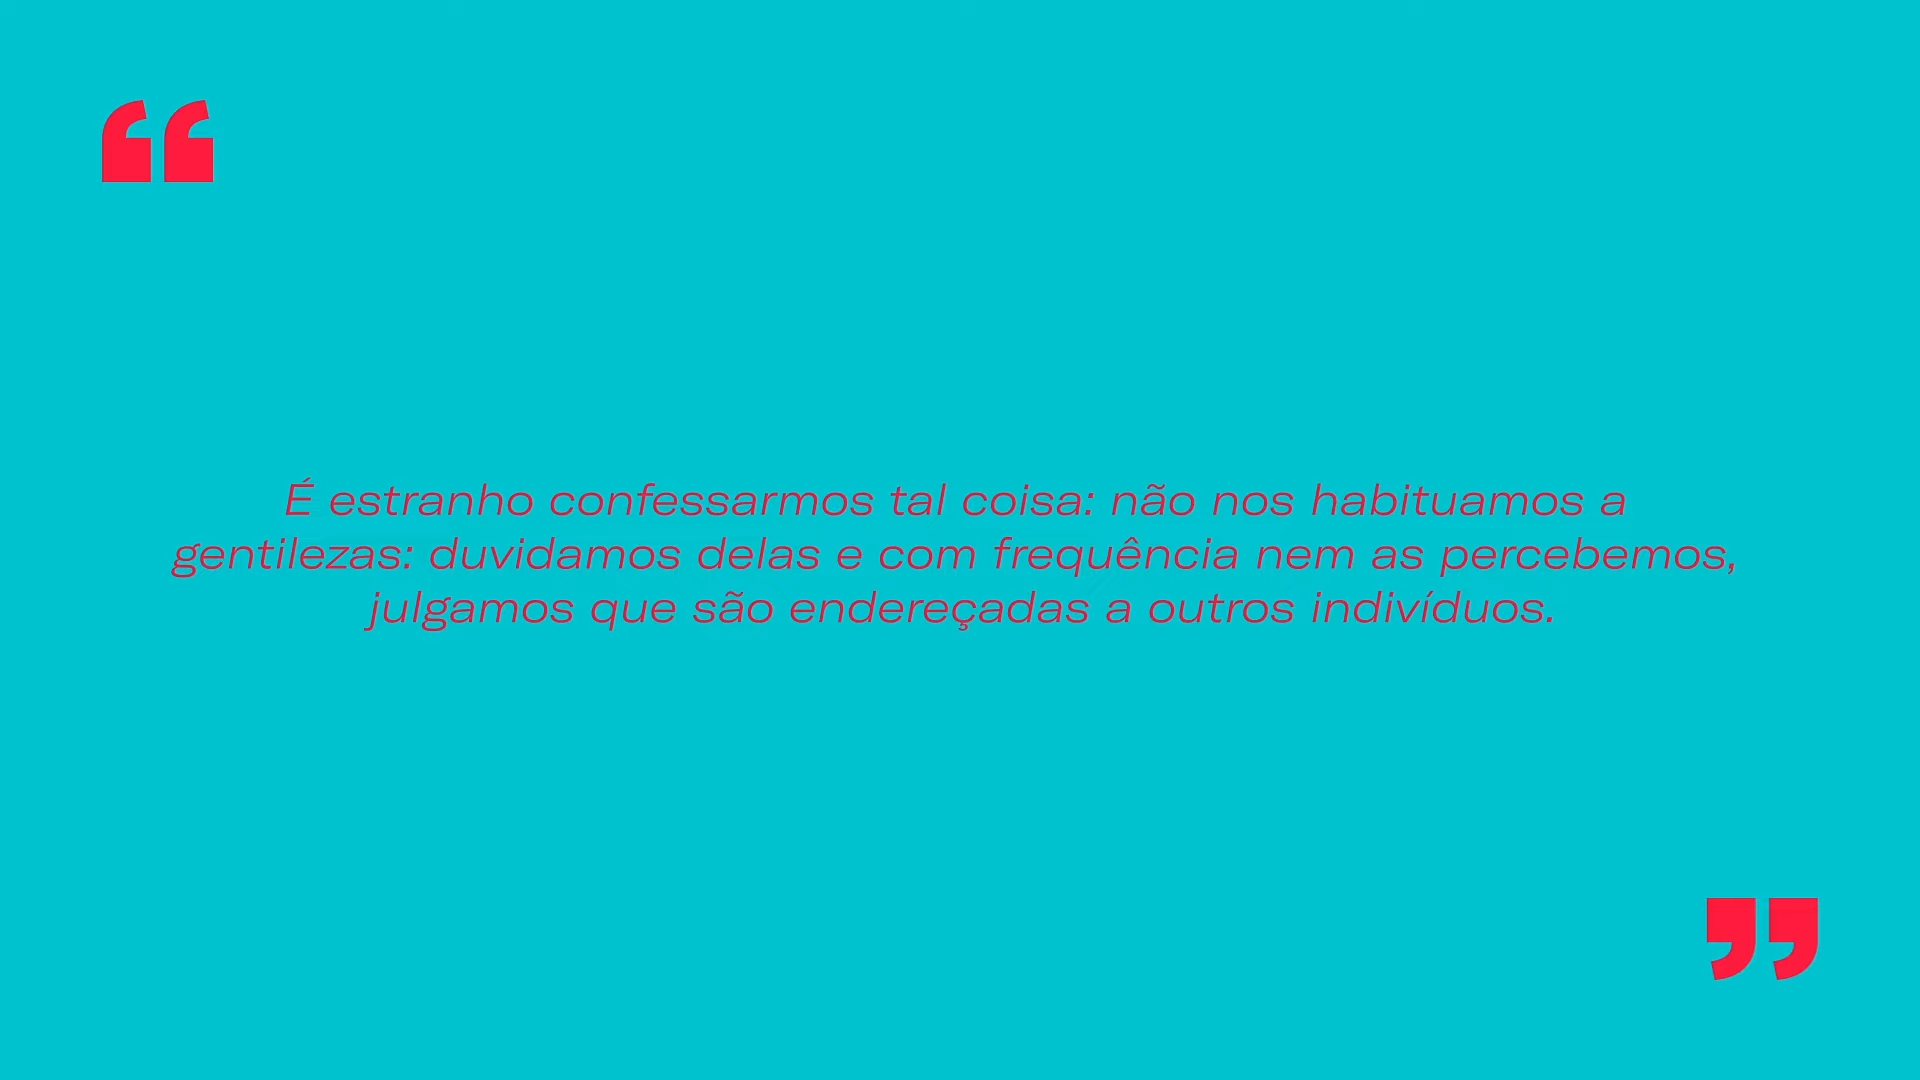 “
É estranho confessarmos tal coisa: não nos habituamos a
gentilezas: duvidamos delas e com frequência nem as percebemos,
julgamos que são endereçadas a outros indivíduos.
”